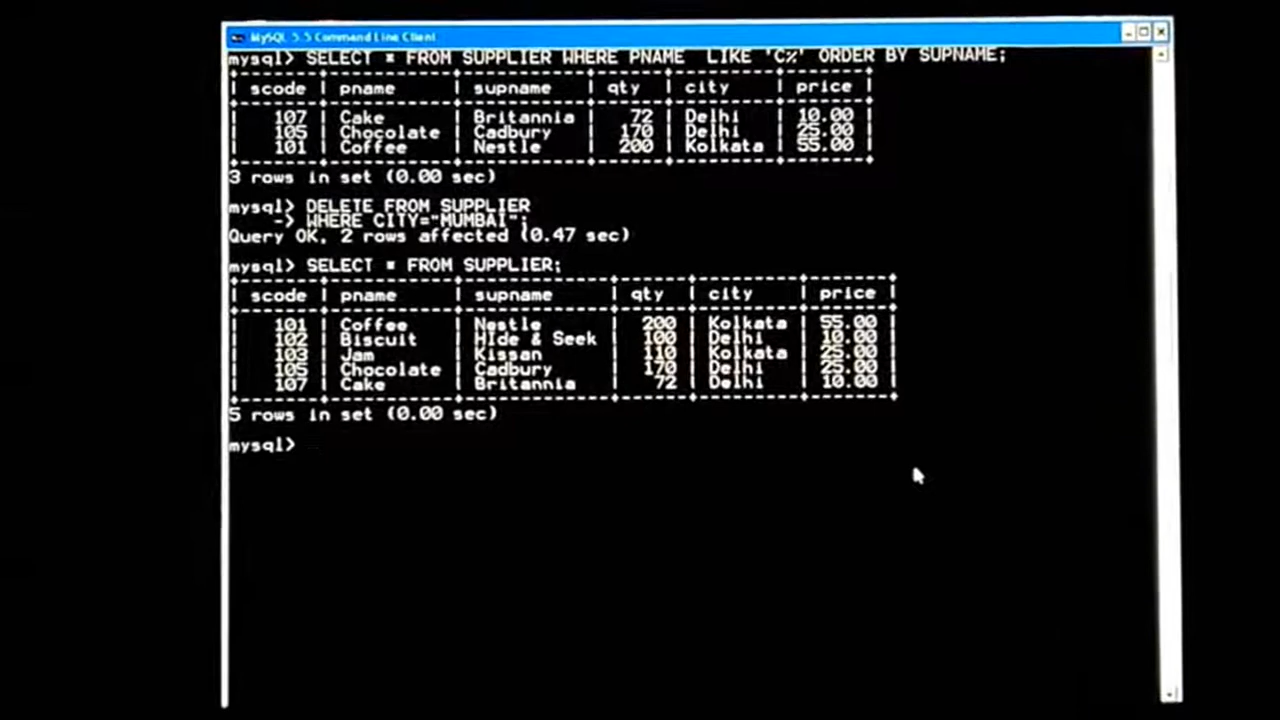 MySQL 5.5 Command Line Client
mysql> SELECT * FROM SUPPLIER WHERE PNAME  LIKE 'C%' ORDER BY SUPNAME;
| scode | pname | supname | qty | city | price |
| 107 | Cake | Britannia | 72 | Delhi | 10.00 |
| 105 | Chocolate | Cadbury | 170 | Delhi | 25.00 |
| 101 | Coffee | Nestle | 200 | Kolkata | 55.00 |
3 rows in set (0.00 sec)
mysql> DELETE FROM SUPPLIER
-> WHERE CITY="MUMBAI";
Query OK, 2 rows affected (0.47 sec)
mysql> SELECT * FROM SUPPLIER;
| scode | pname | supname | qty | city | price |
| 101 | Coffee | Nestle | 200 | Kolkata | 55.00 |
| 102 | Biscuit | HIde & Seek | 100 | Delhi | 10.00 |
| 103 | Jam | Kissan | 110 | Kolkata | 25.00 |
| 105 | Chocolate | Cadbury | 170 | Delhi | 25.00 |
| 107 | Cake | Britannia | 72 | Delhi | 10.00 |
5 rows in set (0.00 sec)
mysql>